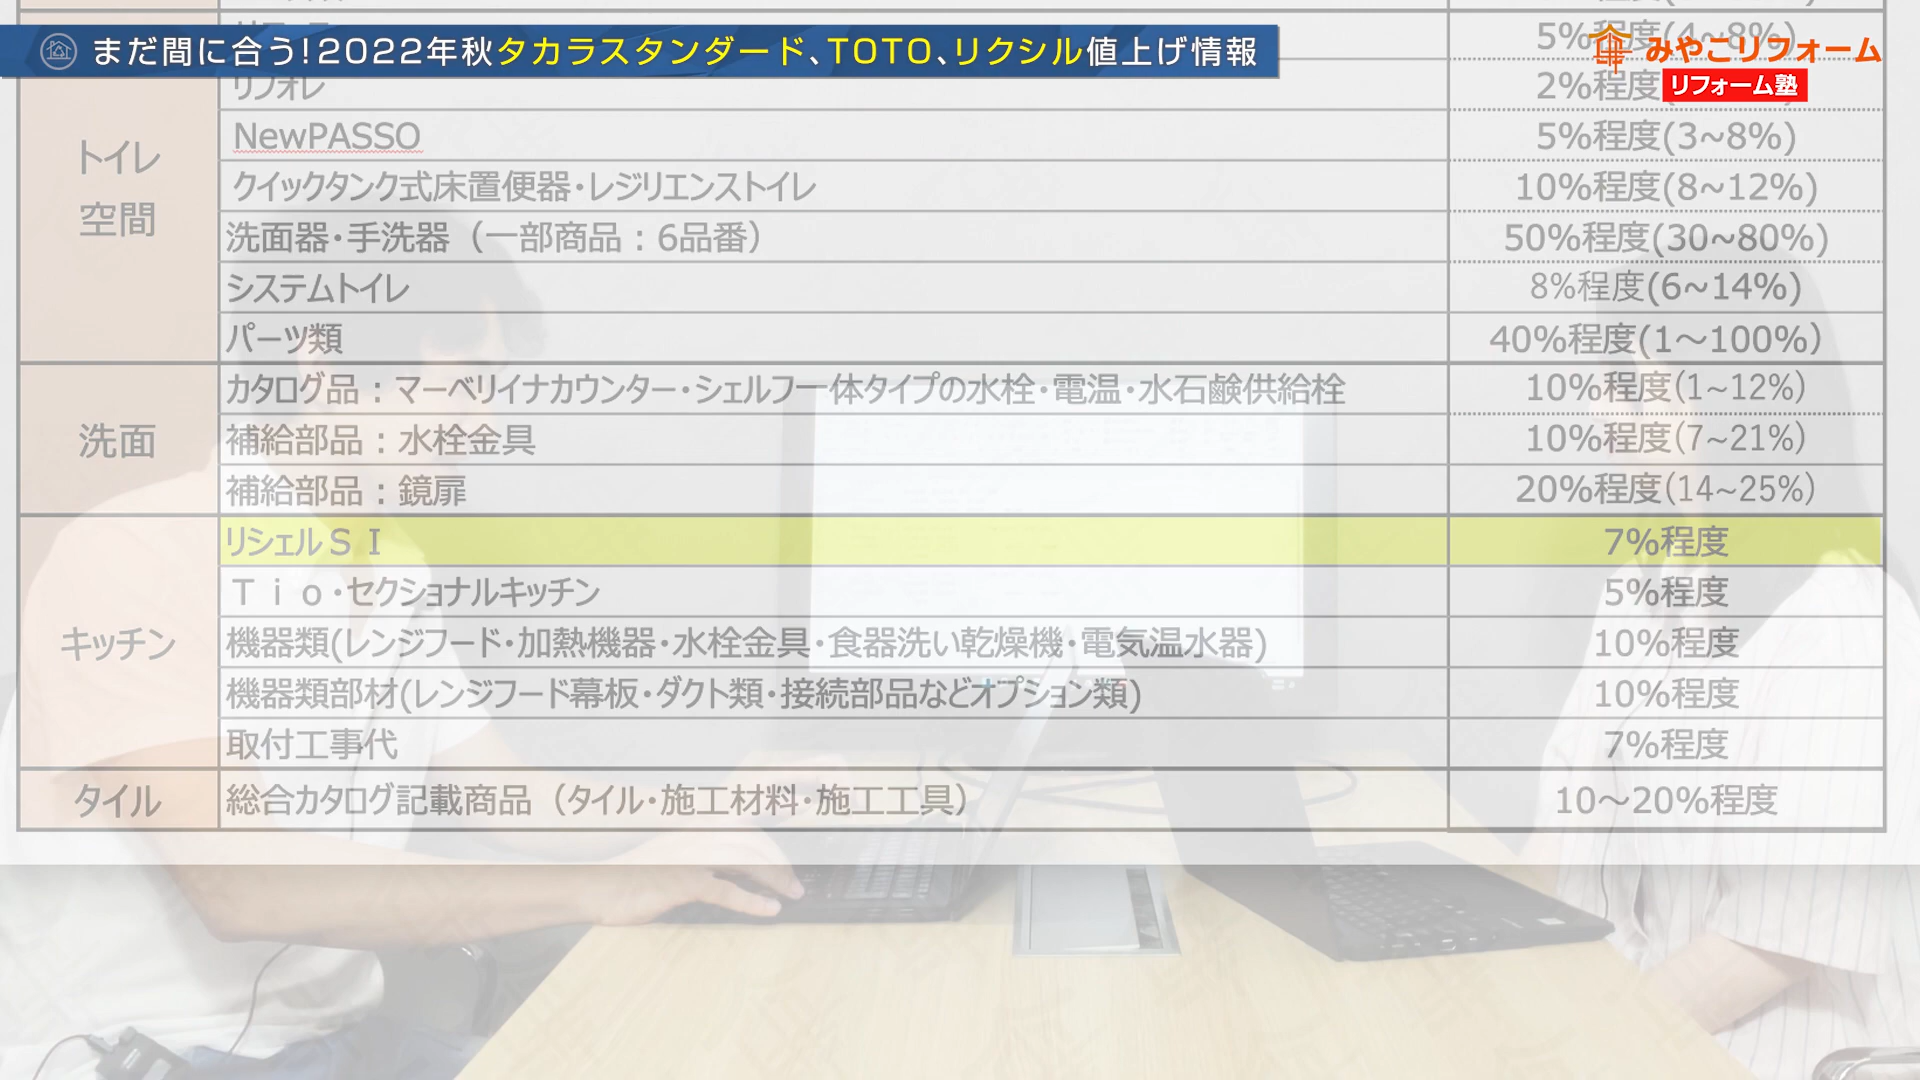 まだ間に合う!2022年秋タカラスタンダード、TOTO、リクシル値上げ情報
みやこリフォーム
リフォーム塾
5%程度(4~8%)
リフォレ 2%程度
トイレ
空間
NewPASSO 5%程度(3~8%)
クイックタンク式床置便器・レジリエンストイレ 10%程度(8~12%)
洗面器・手洗器（一部商品：6品番） 50%程度(30~80%)
システムトイレ 8%程度(6~14%)
パーツ類 40%程度(1～100%)
洗面
カタログ品：マーベリイナカウンター・シェルフ一体タイプの水栓・電温・水石鹸供給栓 10%程度(1~12%)
補給部品：水栓金具 10%程度(7~21%)
補給部品：鏡扉 20%程度(14~25%)
キッチン
リシェルＳＩ 7%程度
Ｔｉｏ・セクショナルキッチン 5%程度
機器類(レンジフード・加熱機器・水栓金具・食器洗い乾燥機・電気温水器) 10%程度
機器類部材(レンジフード幕板・ダクト類・接続部品などオプション類) 10%程度
取付工事代 7%程度
タイル 総合カタログ記載商品（タイル・施工材料・施工工具） 10～20%程度